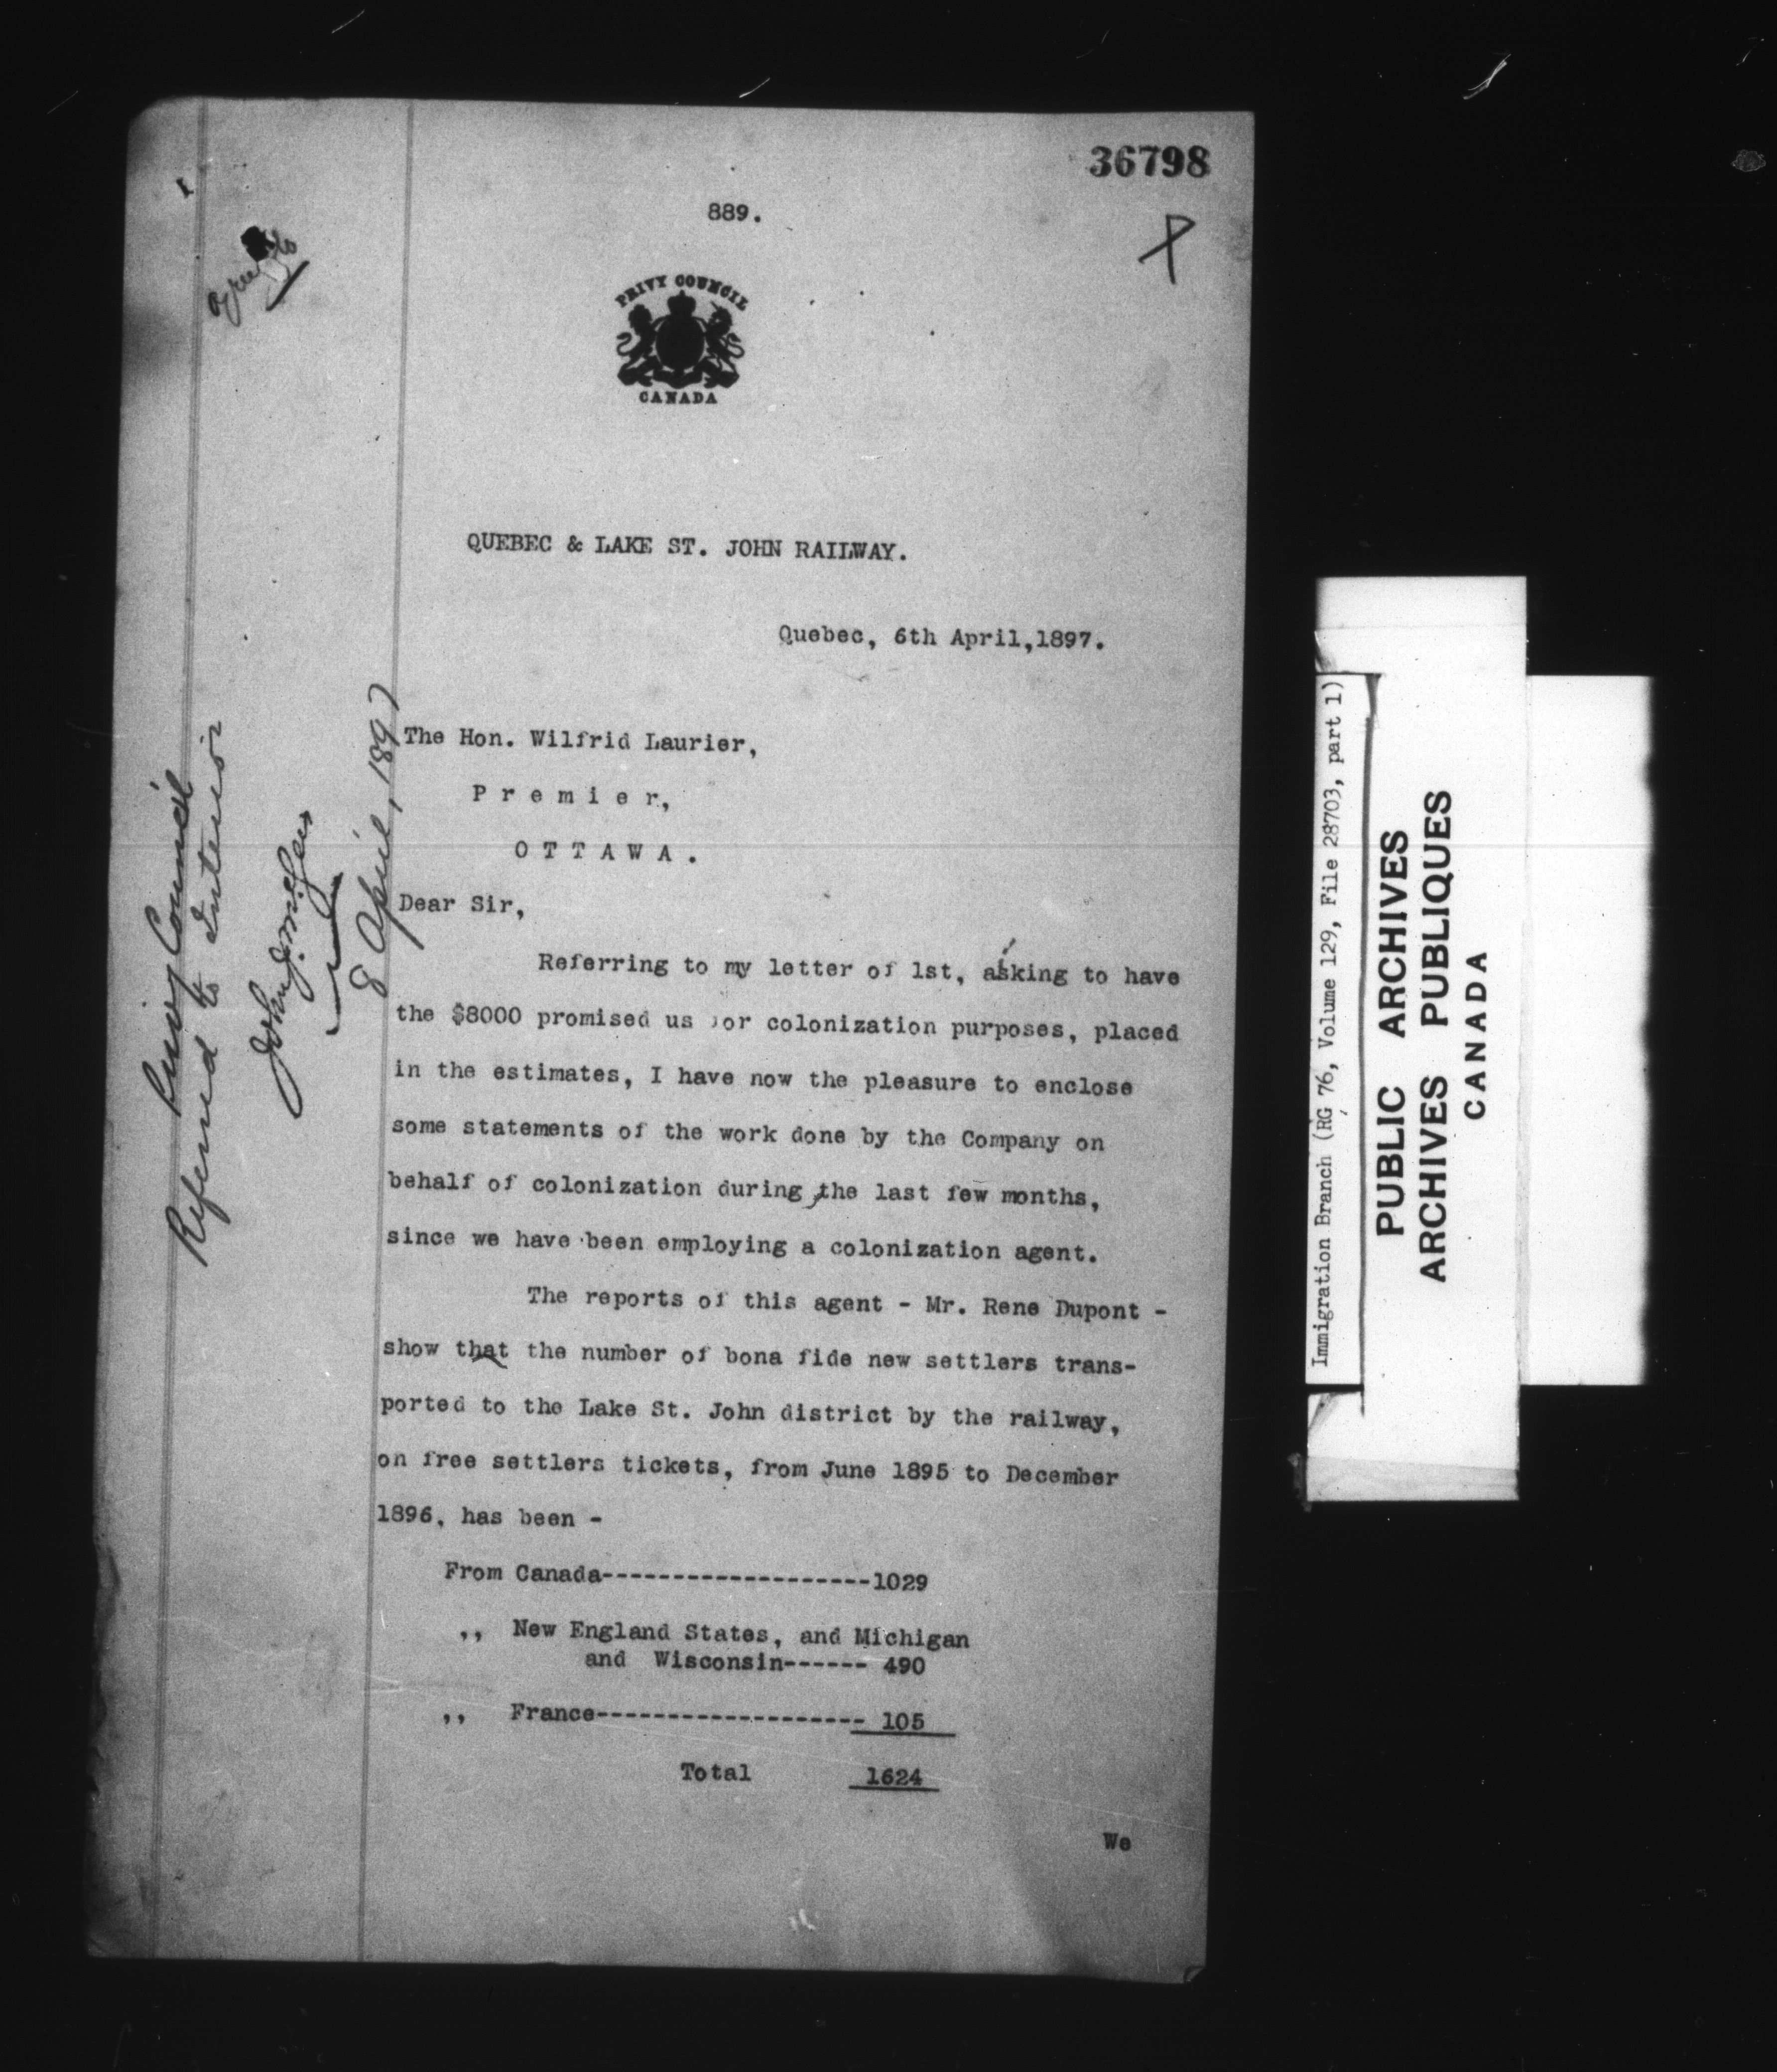 36798
889.
PRIVY COUNCIL
CANADA
QUEBEC & LAKE ST. JOHN RAILWAY.
Quebec, 6th April,1897.
The Hon. Wilfrid Laurier,
Premier,
OTTAWA.
Dear Sir,
Referring to my letter of 1st, asking to have
the $8000 promised us for colonization purposes, placed
in the estimates, I have now the pleasure to enclose
some statements of the work done by the Company on
behalf of colonization during the last few months,
since we have been employing a colonization agent.
The reports of this agent - Mr. Rene Dupont -
show that the number of bona fide new settlers trans-
ported to the Lake St. John district by the railway,
on free settlers tickets, from June 1895 to December
1896, has been -
From Canada-------------------1029
,, New England States, and Michigan
and Wisconsin------ 490
,, France------------------- 105
Total 1624
We
Privy Council
Referred to Interior
John J. McGee
8 April, 1897
Immigration Branch (RG 76, Volume 129, File 28703, part 1)
PUBLIC ARCHIVES
ARCHIVES PUBLIQUES
CANADA